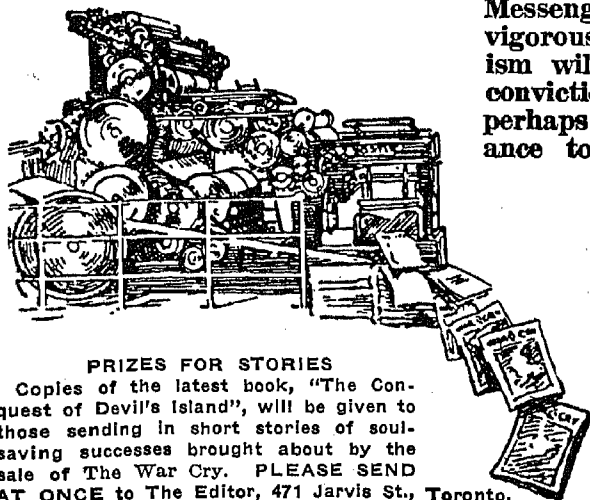 Messeng
vigorous
ism wil
convicti
perhaps
ance to
PRIZES FOR STORIES
Copies of the latest book, "The Con-
quest of Devil's Island", will be given to
those sending in short stories of soul-
saving successes brought about by the
sale of The War Cry. PLEASE SEND
AT ONCE to The Editor, 471 Jarvis St., Toronto.